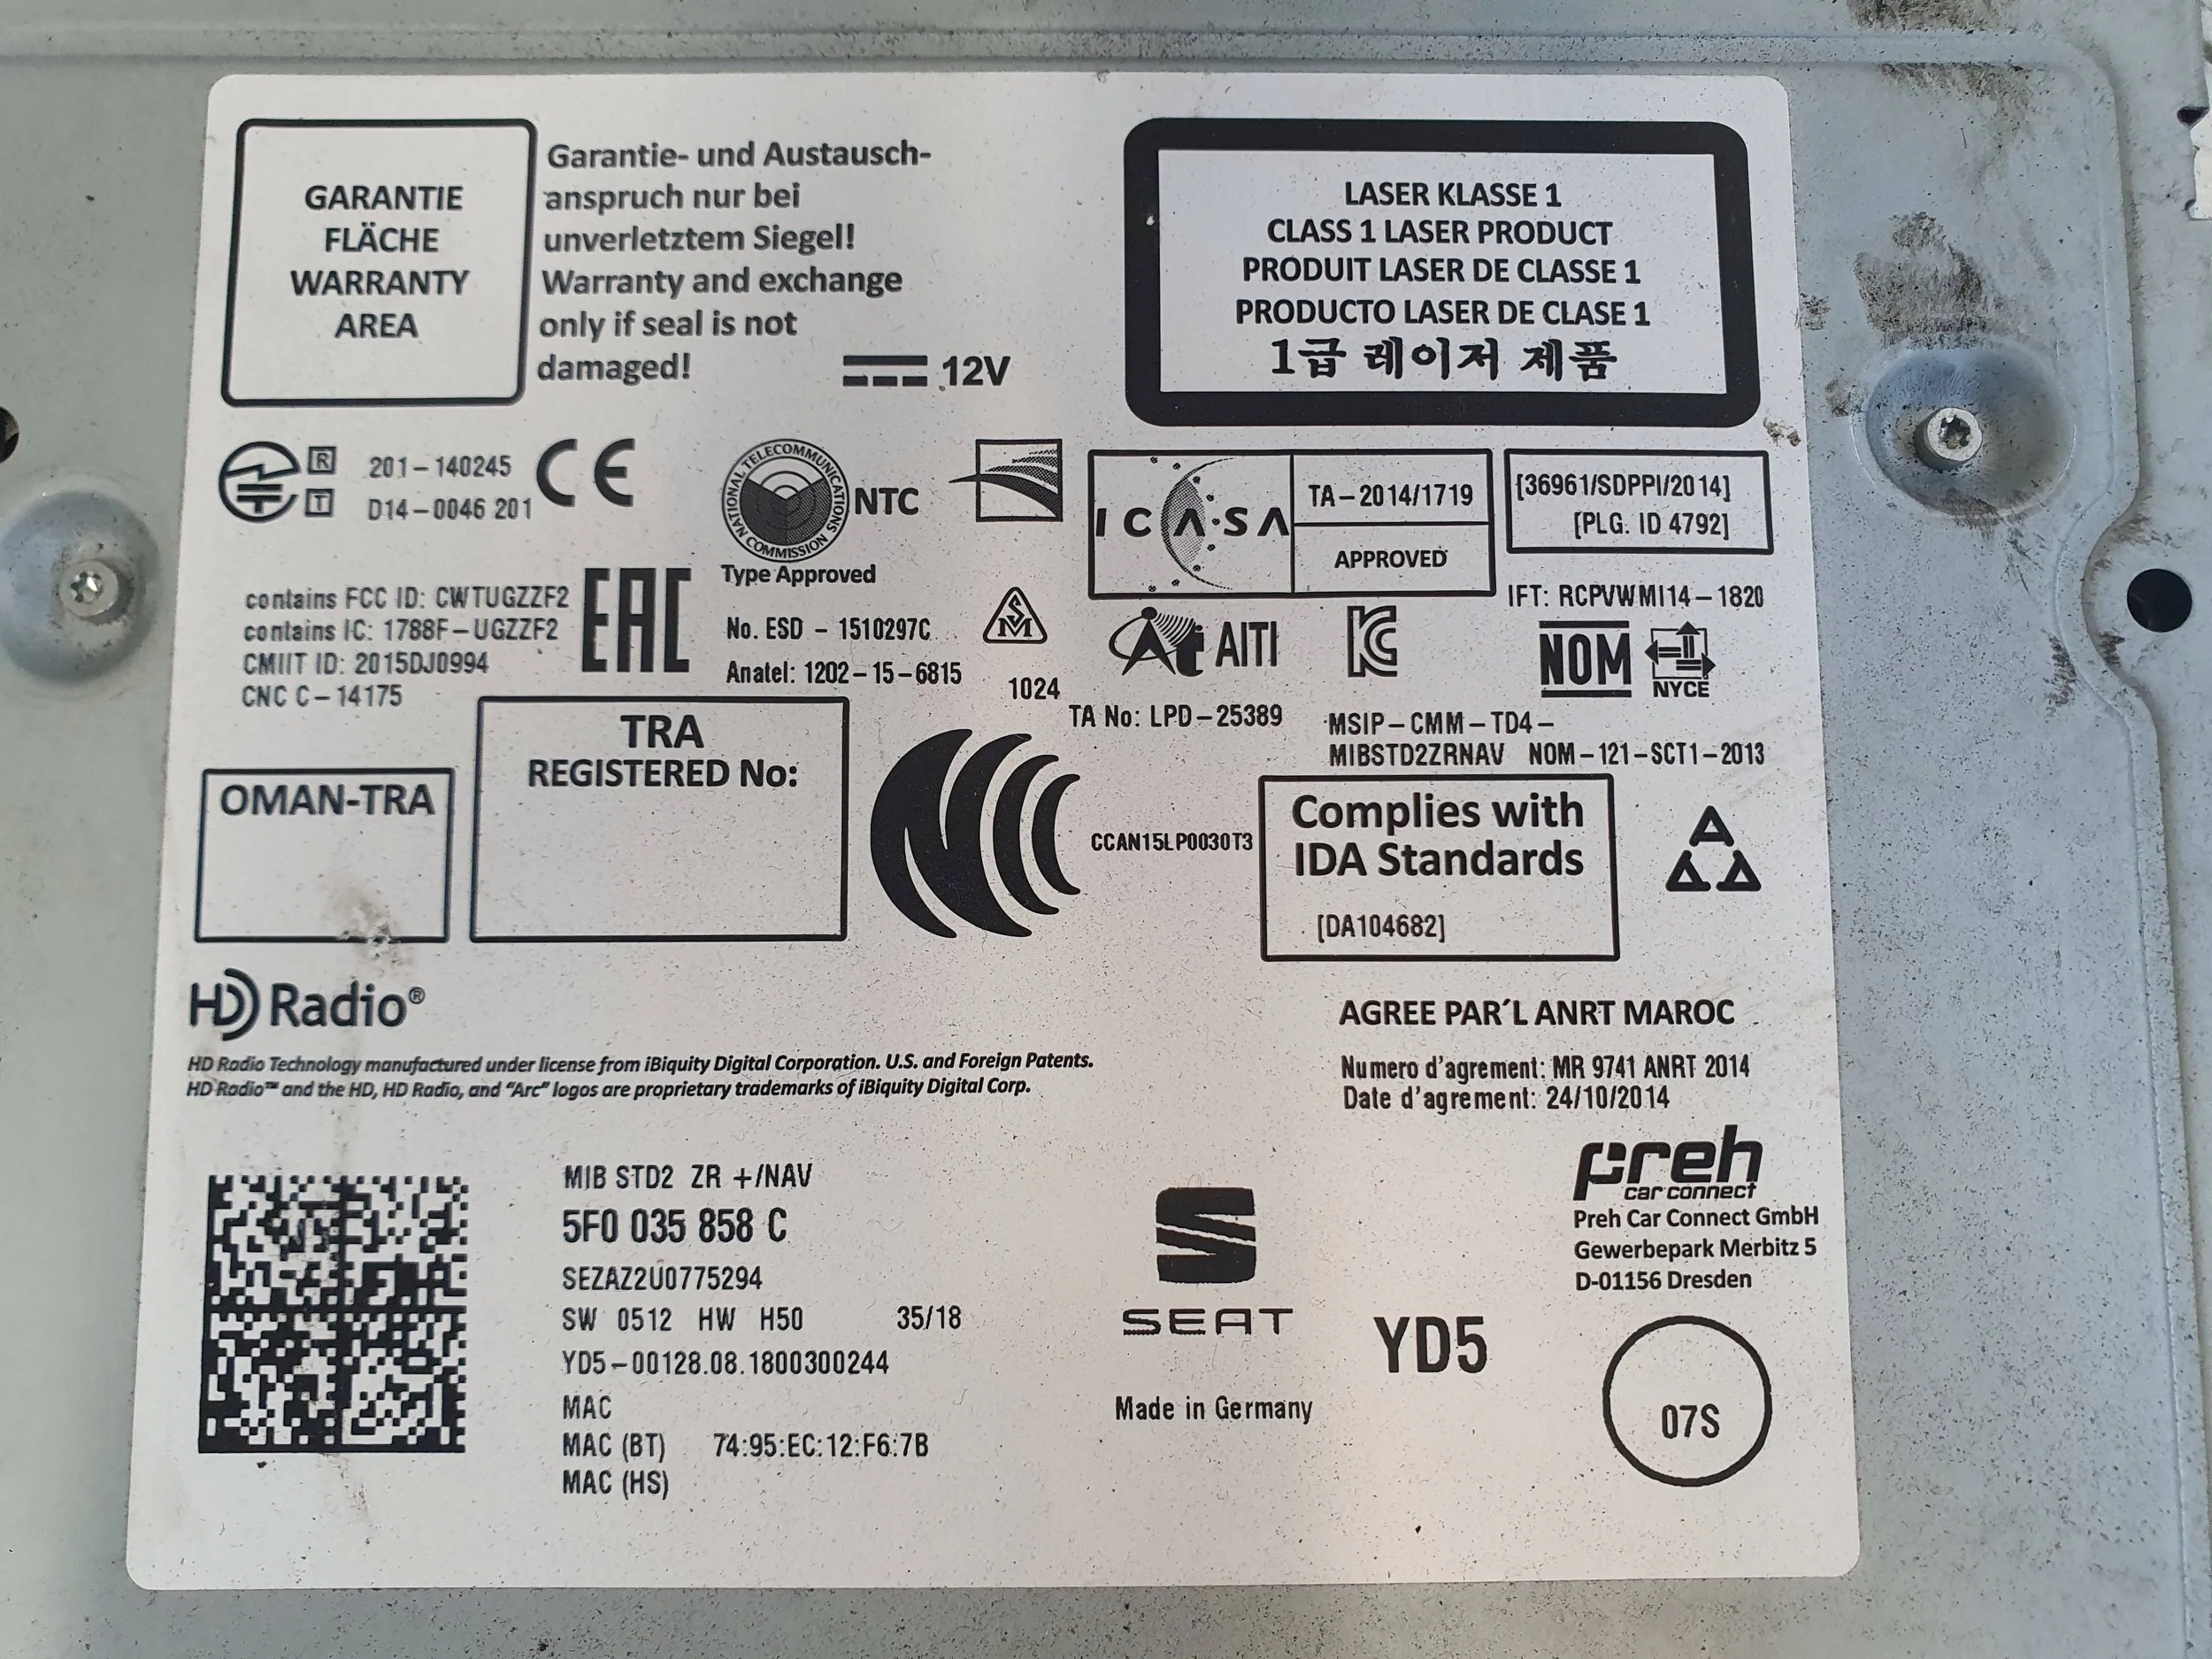 GARANTIE
FLÄCHE
WARRANTY
AREA
Garantie- und Austausch-
anspruch nur bei
unverletztem Siegel!
Warranty and exchange
only if seal is not
damaged!
12V
LASER KLASSE 1
CLASS 1 LASER PRODUCT
PRODUIT LASER DE CLASSE 1
PRODUCTO LASER DE CLASE 1
1급 레이저 제품
R 201-140245
T D14-0046 201
CE
NATIONAL TELECOMMUNICATIONS COMMISSION
NTC
Type Approved
ICASA
TA-2014/1719
APPROVED
[36961/SDPPI/2014]
[PLG. ID 4792]
contains FCC ID: CWTUGZZF2
contains IC: 1788F-UGZZF2
CMIIT ID: 2015DJ0994
CNC C-14175
EAC
No. ESD - 1510297C
Anatel: 1202-15-6815
SM
1024
AITI
TA No: LPD-25389
KC
IFT: RCPVWMI14-1820
NOM
NYCE
MSIP-CMM-TD4-
MIBSTD2ZRNAV NOM-121-SCT1-2013
OMAN-TRA
TRA
REGISTERED No:
CCAN15LP0030T3
Complies with
IDA Standards
[DA104682]
HD Radio®
HD Radio Technology manufactured under license from iBiquity Digital Corporation. U.S. and Foreign Patents.
HD Radio™ and the HD, HD Radio, and “Arc” logos are proprietary trademarks of iBiquity Digital Corp.
AGREE PAR´L ANRT MAROC
Numero d'agrement: MR 9741 ANRT 2014
Date d'agrement: 24/10/2014
MIB STD2 ZR +/NAV
5F0 035 858 C
SEZAZ2U0775294
SW 0512 HW H50 35/18
YD5-00128.08.1800300244
MAC
MAC (BT) 74:95:EC:12:F6:7B
MAC (HS)
SEAT
Made in Germany
YD5
preh
car connect
Preh Car Connect GmbH
Gewerbepark Merbitz 5
D-01156 Dresden
07S